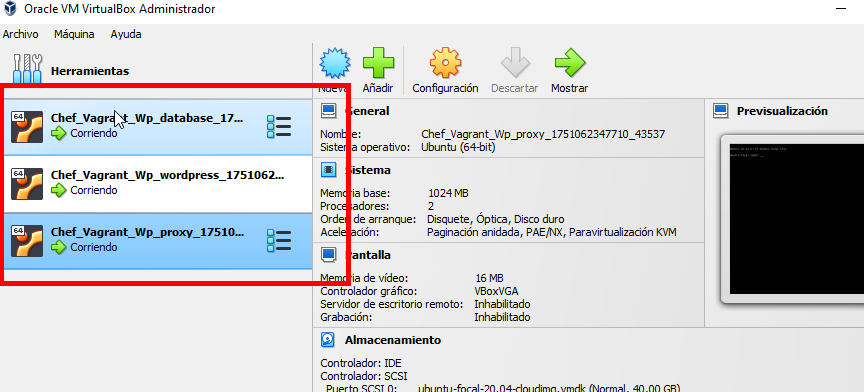 Oracle VM VirtualBox Administrador
Archivo Máquina Ayuda
Herramientas
Nueva Añadir Configuración Descartar Mostrar
64
Chef_Vagrant_Wp_database_17...
Corriendo
64
Chef_Vagrant_Wp_wordpress_1751062...
Corriendo
64
Chef_Vagrant_Wp_proxy_17510...
Corriendo
General
Nombre: Chef_Vagrant_Wp_proxy_1751062347710_43537
Sistema operativo: Ubuntu (64-bit)
Sistema
Memoria base: 1024 MB
Procesadores: 2
Orden de arranque: Disquete, Óptica, Disco duro
Aceleración: Paginación anidada, PAE/NX, Paravirtualización KVM
Pantalla
Memoria de vídeo: 16 MB
Controlador gráfico: VBoxVGA
Servidor de escritorio remoto: Inhabilitado
Grabación: Inhabilitado
Almacenamiento
Controlador: IDE
Controlador: SCSI
Puerto SCSI 0: ubuntu-focal-20.04-cloudimg.vmdk (Normal, 40.00 GB)
Previsualización